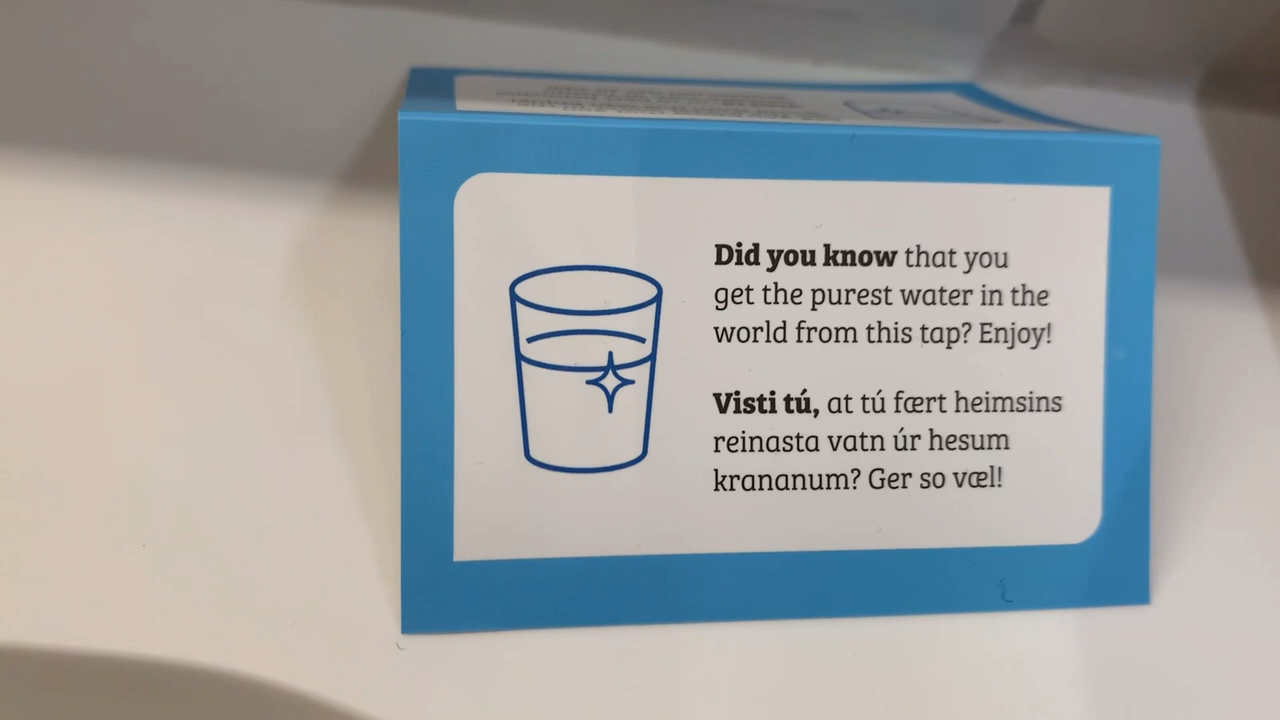 Did you know that you
get the purest water in the
world from this tap? Enjoy!
Visti tú, at tú fært heimsins
reinasta vatn úr hesum
krananum? Ger so væl!